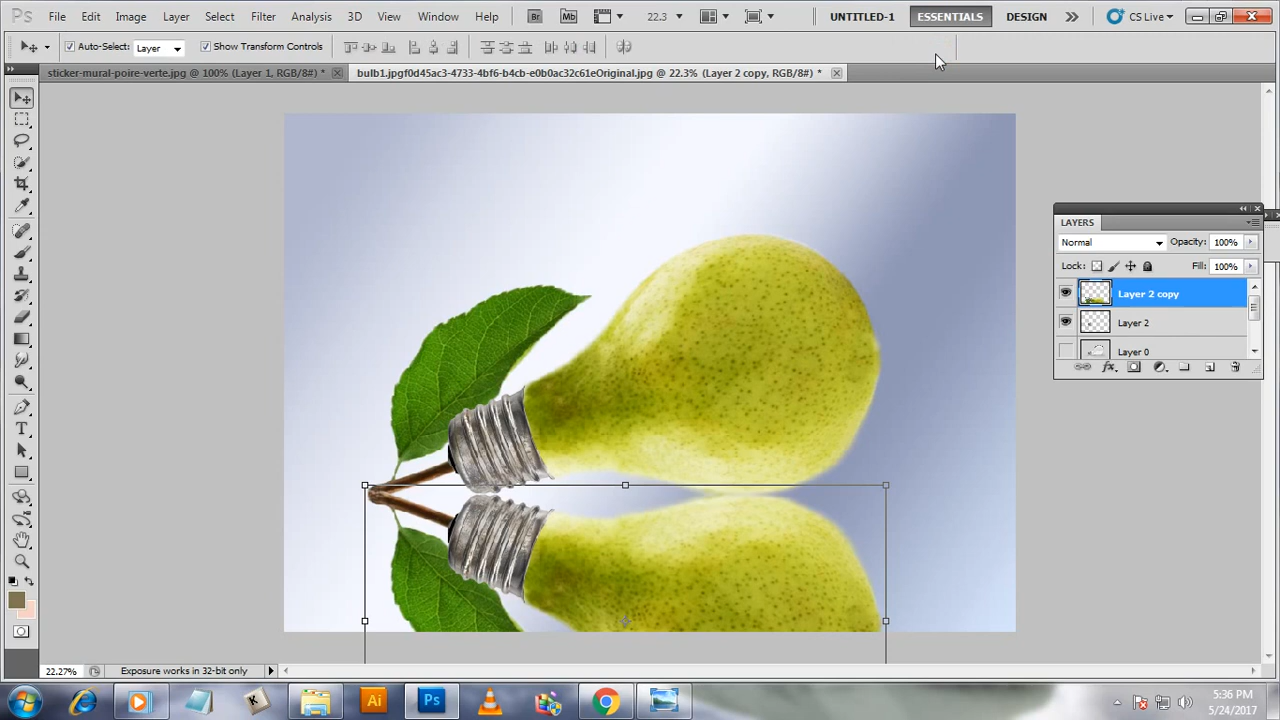 Ps File Edit Image Layer Select Filter Analysis 3D View Window Help Br Mb 22.3 UNTITLED-1 ESSENTIALS DESIGN CS Live
Auto-Select: Layer Show Transform Controls
sticker-mural-poire-verte.jpg @ 100% (Layer 1, RGB/8#) * bulb1.jpgf0d45ac3-4733-4bf6-b4cb-e0b0ac32c61eOriginal.jpg @ 22.3% (Layer 2 copy, RGB/8#) *
LAYERS
Normal Opacity: 100%
Lock: Fill: 100%
Layer 2 copy
Layer 2
Layer 0
22.27% Exposure works in 32-bit only
Ai Ps
5:36 PM
5/24/2017